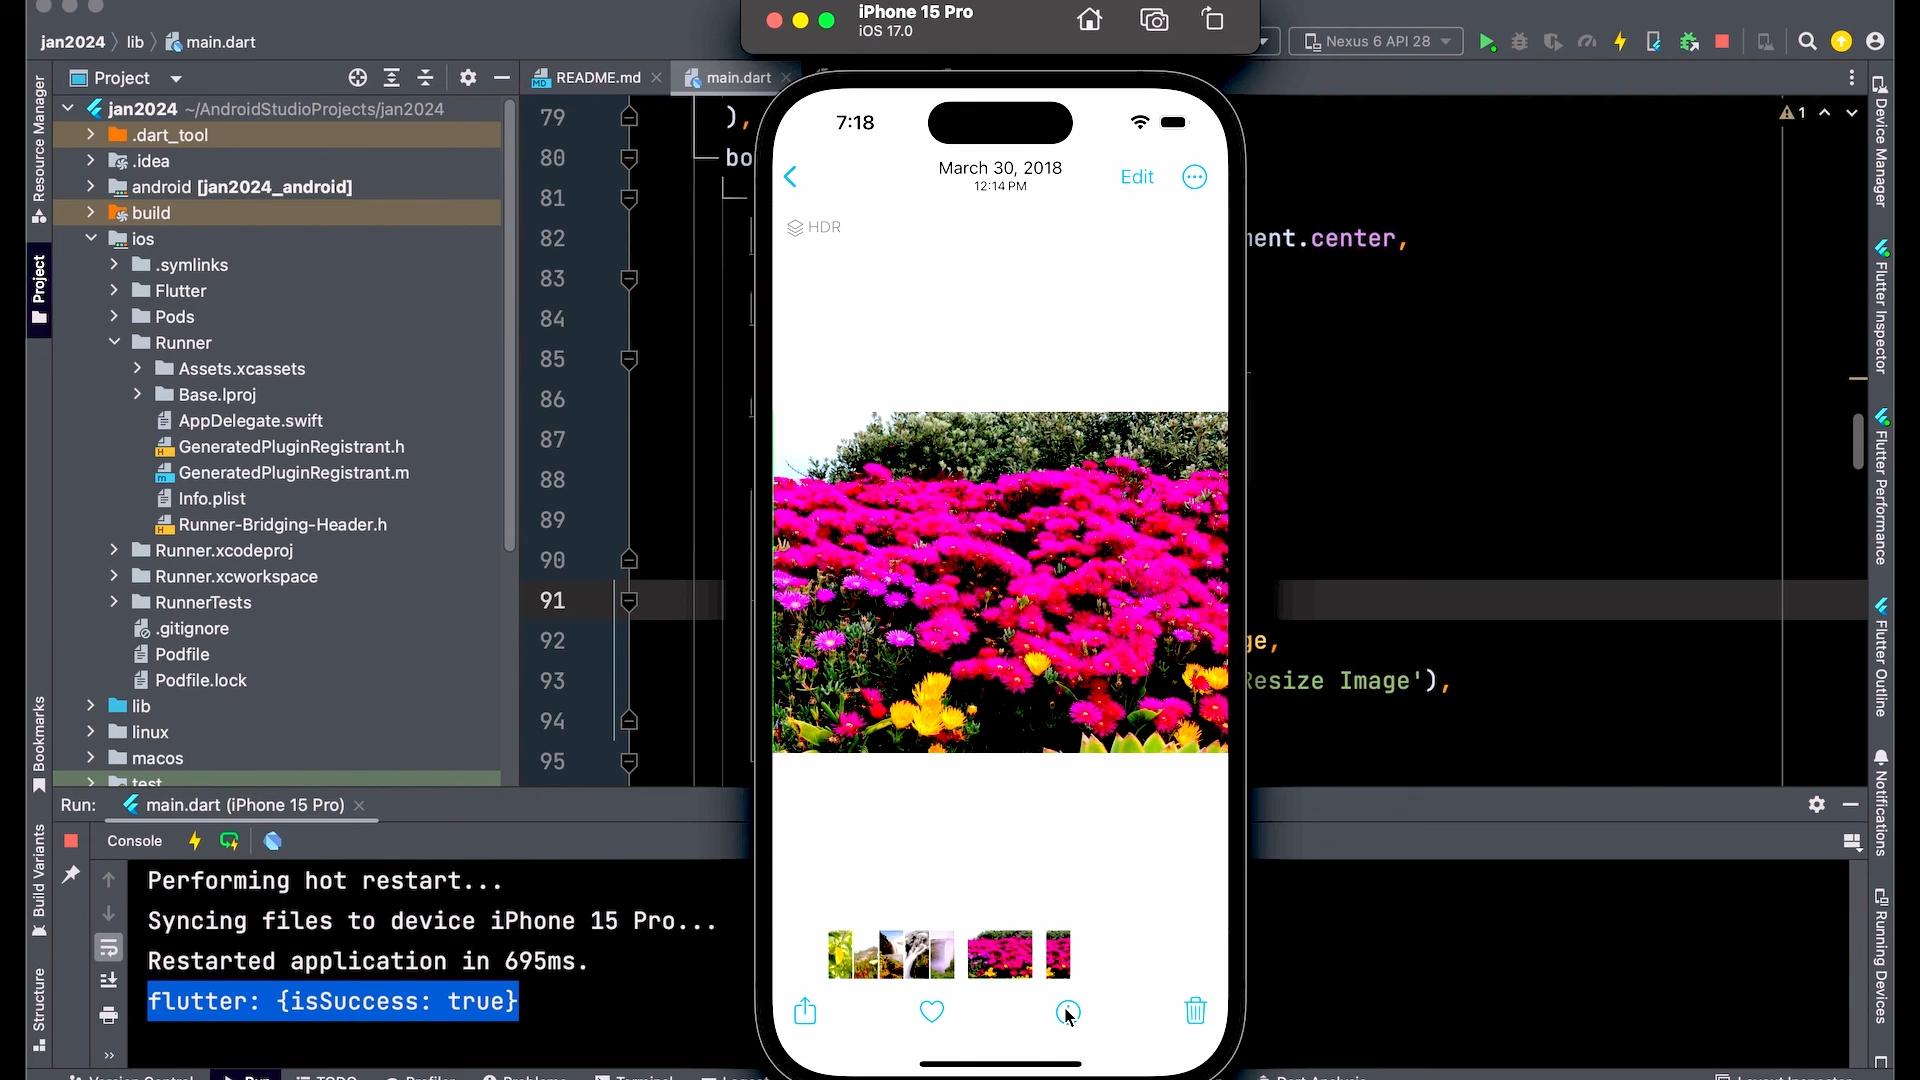 iPhone 15 Pro
iOS 17.0
jan2024
lib
main.dart
Nexus 6 API 28
Project
README.md
main.dart
Resource Manager
Project
Bookmarks
Build Variants
Structure
jan2024 ~/AndroidStudioProjects/jan2024
.dart_tool
.idea
android [jan2024_android]
build
ios
.symlinks
Flutter
Pods
Runner
Assets.xcassets
Base.lproj
AppDelegate.swift
GeneratedPluginRegistrant.h
GeneratedPluginRegistrant.m
Info.plist
Runner-Bridging-Header.h
Runner.xcodeproj
Runner.xcworkspace
RunnerTests
.gitignore
Podfile
Podfile.lock
lib
linux
macos
test
79 ),
80 bo
81
82 ent.center,
83
84
85
86
87
88
89
90
91
92 ge,
93 Resize Image'),
94
95
1
7:18
March 30, 2018
12:14 PM
Edit
HDR
Device Manager
Flutter Inspector
Flutter Performance
Flutter Outline
Notifications
Running Devices
Run:
main.dart (iPhone 15 Pro)
Console
Performing hot restart...
Syncing files to device iPhone 15 Pro...
Restarted application in 695ms.
flutter: {isSuccess: true}